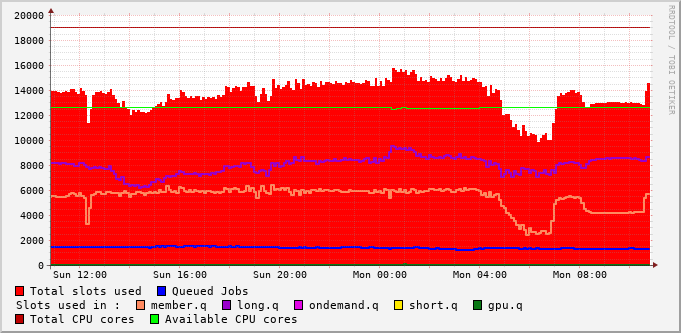 20000
18000
16000
14000
12000
10000
8000
6000
4000
2000
0
Sun 12:00 Sun 16:00 Sun 20:00 Mon 00:00 Mon 04:00 Mon 08:00
RRDTOOL / TOBI OETIKER
Total slots used Queued Jobs
Slots used in : member.q long.q ondemand.q short.q gpu.q
Total CPU cores Available CPU cores